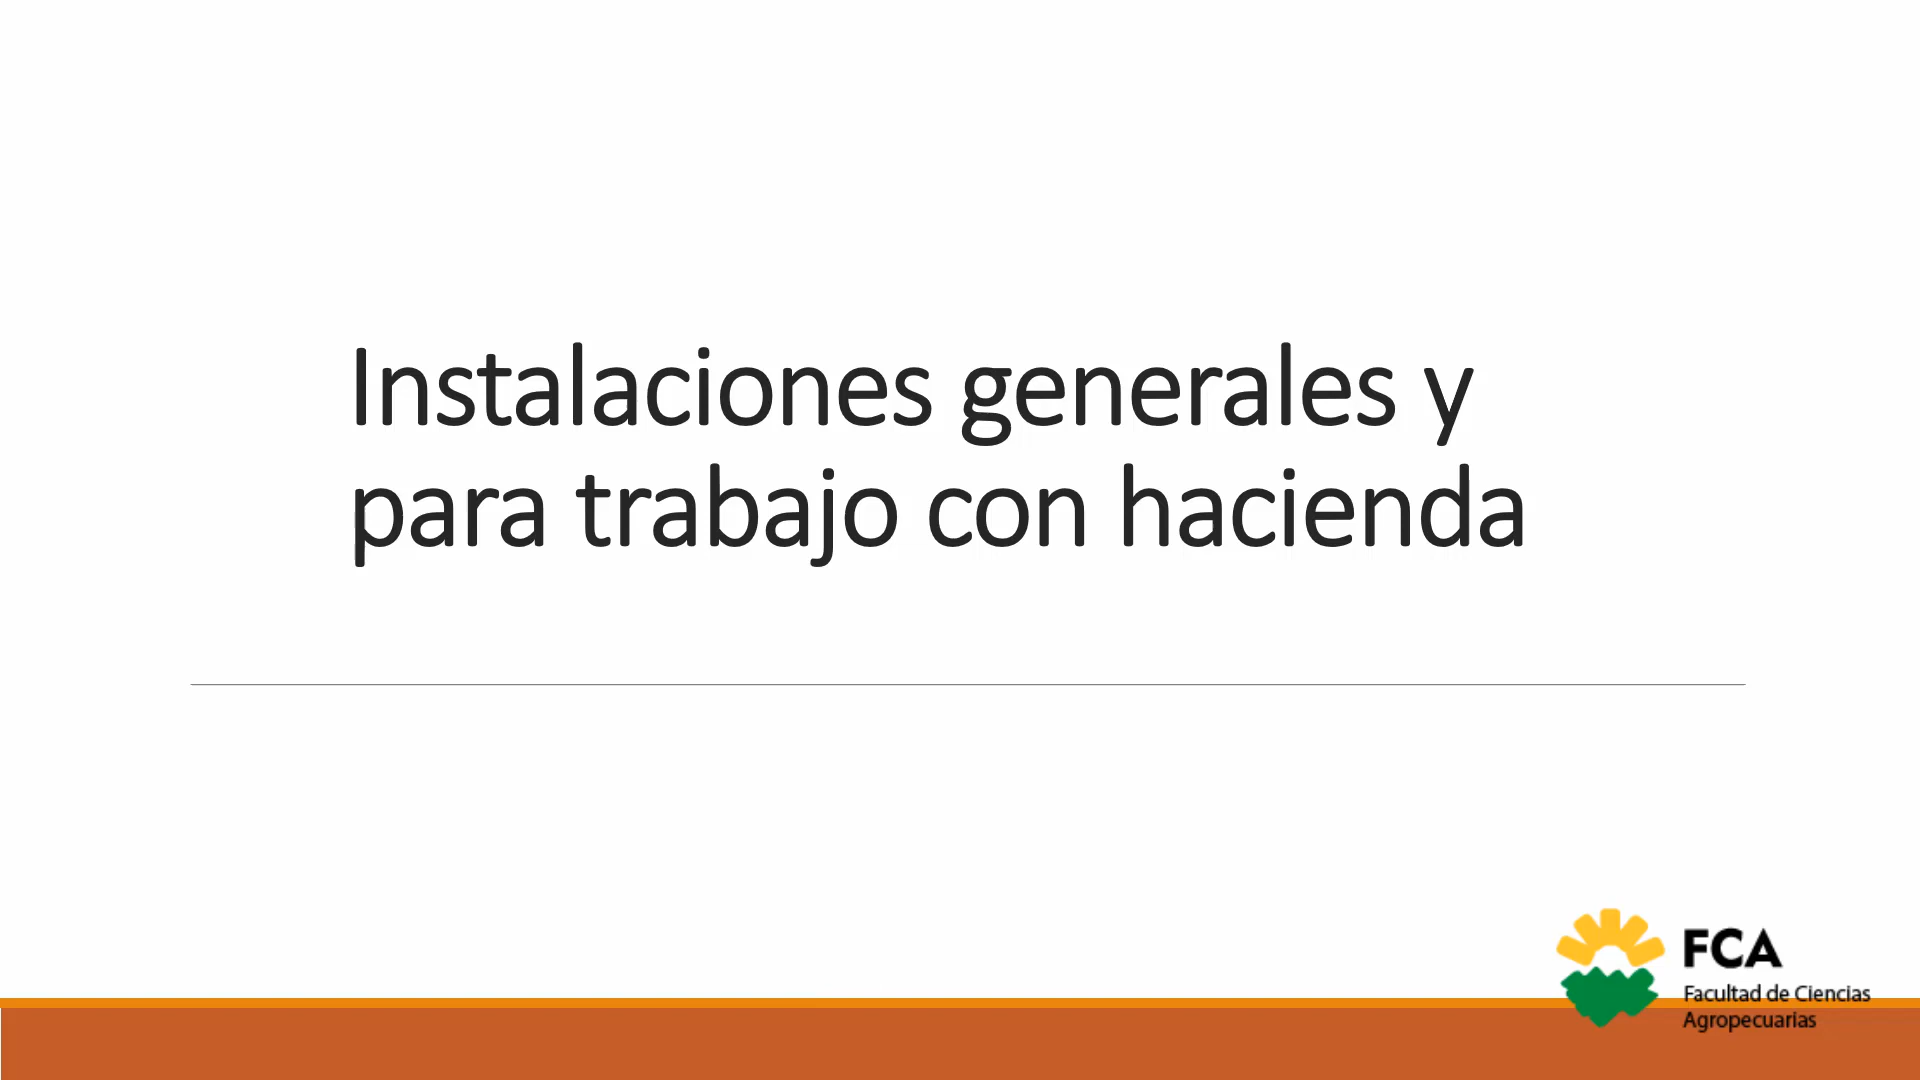 Instalaciones generales y
para trabajo con hacienda
FCA
Facultad de Ciencias
Agropecuarias